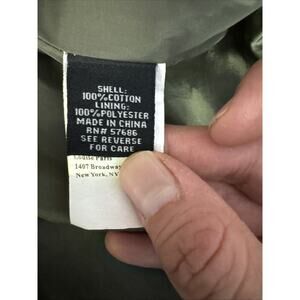 SHELL:
100%COTTON
LINING:
100%POLYESTER
MADE IN CHINA
RN# 57686
SEE REVERSE
FOR CARE
Louise Paris
1407 Broadway
New York, NY